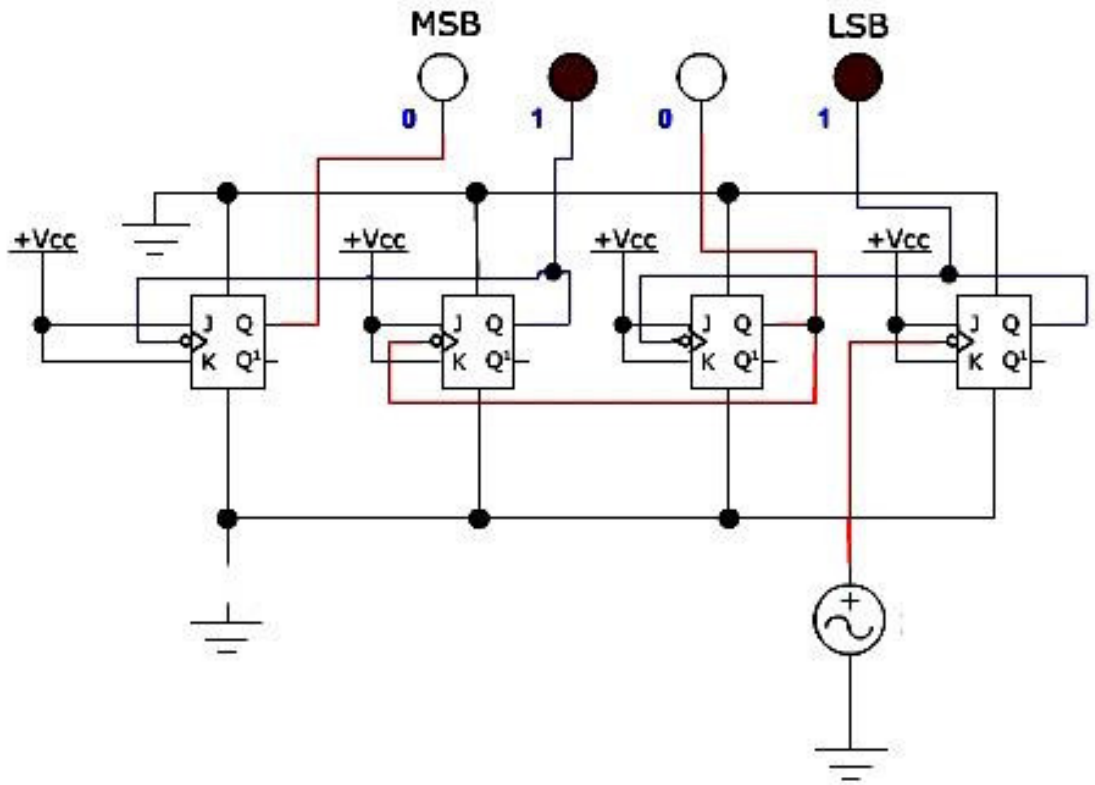 MSB LSB
0 1 0 1
+Vcc +Vcc +Vcc +Vcc
J Q J Q J Q J Q
K Q¹ K Q¹ K Q¹ K Q¹
+